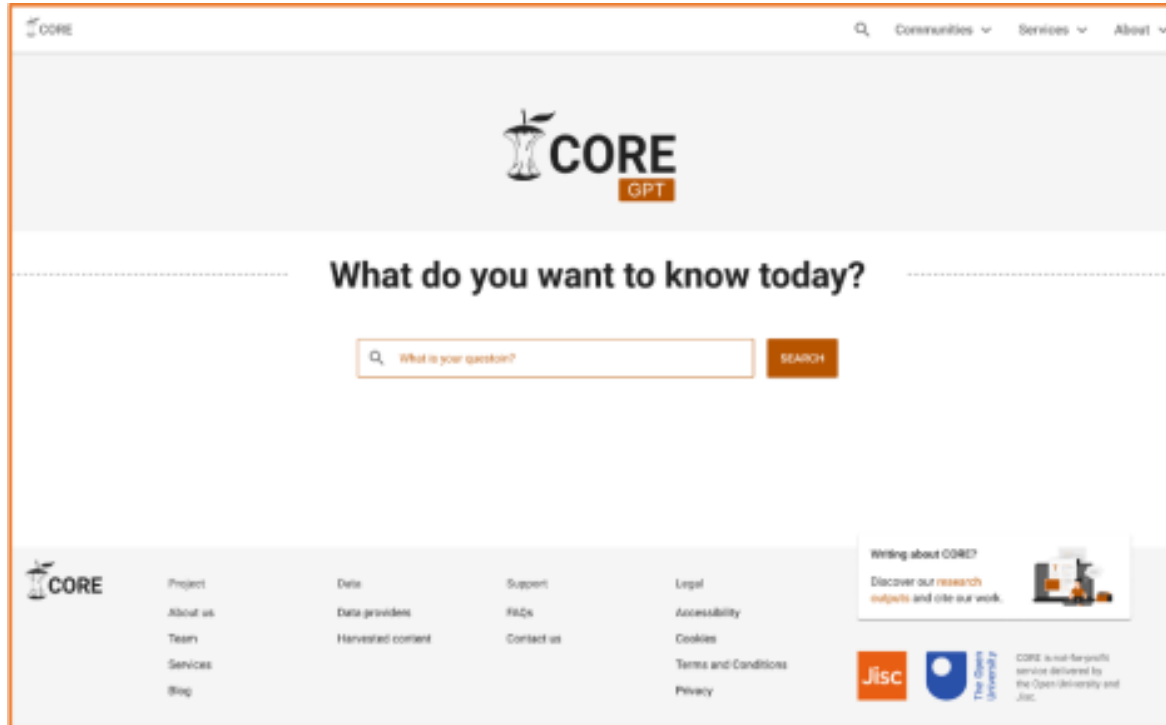 CORE
Communities
Services
About
CORE
GPT
What do you want to know today?
What is your questoin?
SEARCH
CORE
Project
About us
Team
Services
Blog
Data
Data providers
Harvested content
Support
FAQs
Contact us
Legal
Accessibility
Cookies
Terms and Conditions
Privacy
Writing about CORE?
Discover our research
outputs and cite our work.
Jisc
The Open
University
CORE is not-for-profit
service delivered by
the Open University and
Jisc.